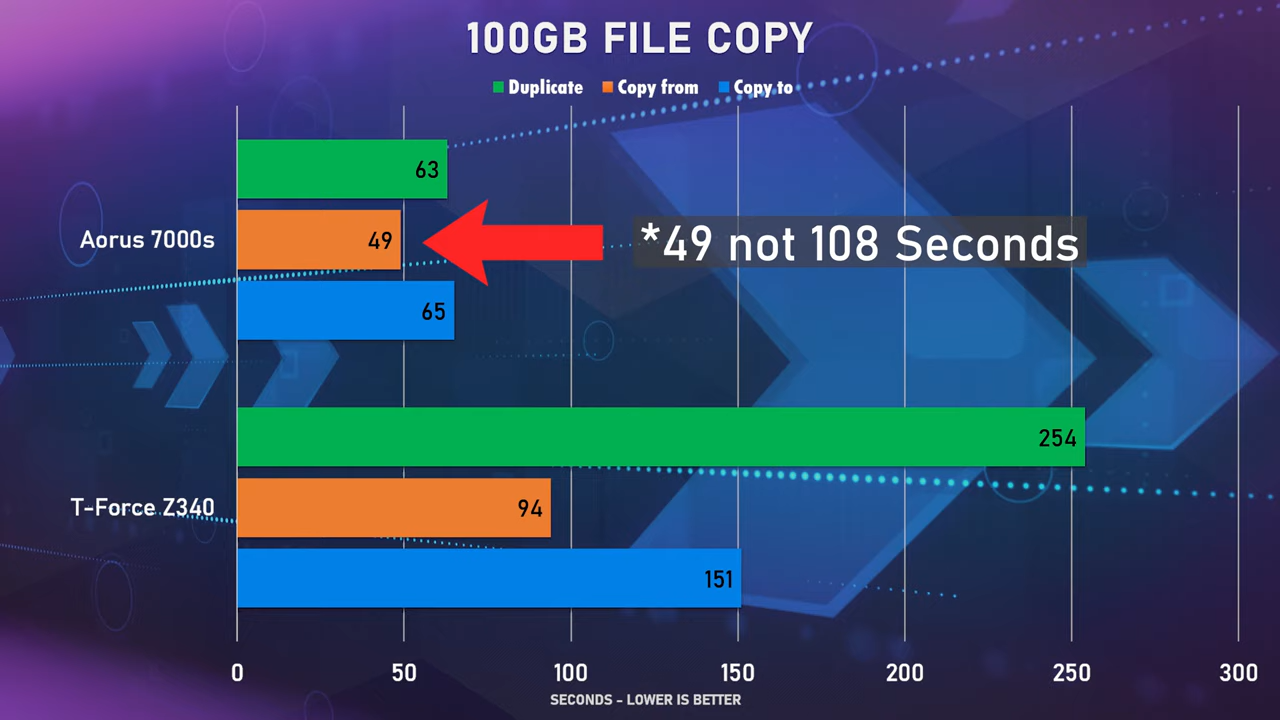 100GB FILE COPY
Duplicate Copy from Copy to
63
Aorus 7000s 49 *49 not 108 Seconds
65
254
T-Force Z340 94
151
0 50 100 150 200 250 300
SECONDS - LOWER IS BETTER